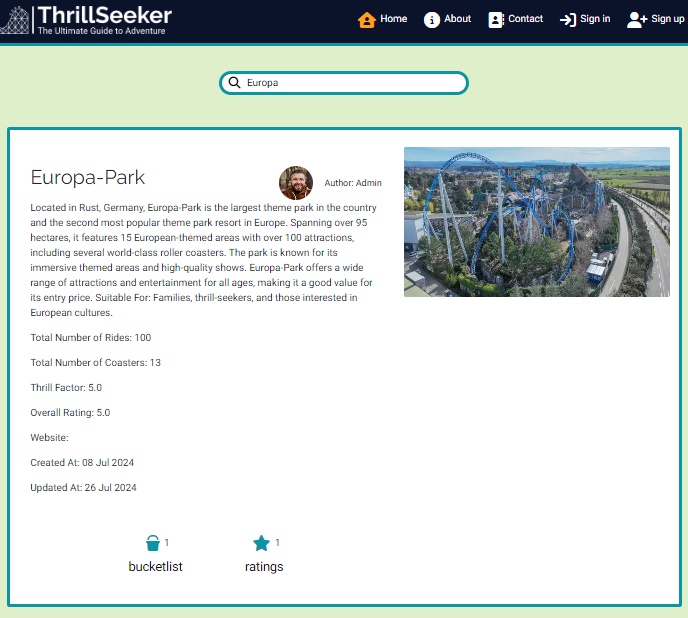 ThrillSeeker
The Ultimate Guide to Adventure
Home
About
Contact
Sign in
Sign up
Europa
Europa-Park
Author: Admin
Located in Rust, Germany, Europa-Park is the largest theme park in the country
and the second most popular theme park resort in Europe. Spanning over 95
hectares, it features 15 European-themed areas with over 100 attractions,
including several world-class roller coasters. The park is known for its
immersive themed areas and high-quality shows. Europa-Park offers a wide
range of attractions and entertainment for all ages, making it a good value for
its entry price. Suitable For: Families, thrill-seekers, and those interested in
European cultures.
Total Number of Rides: 100
Total Number of Coasters: 13
Thrill Factor: 5.0
Overall Rating: 5.0
Website:
Created At: 08 Jul 2024
Updated At: 26 Jul 2024
1
bucketlist
1
ratings